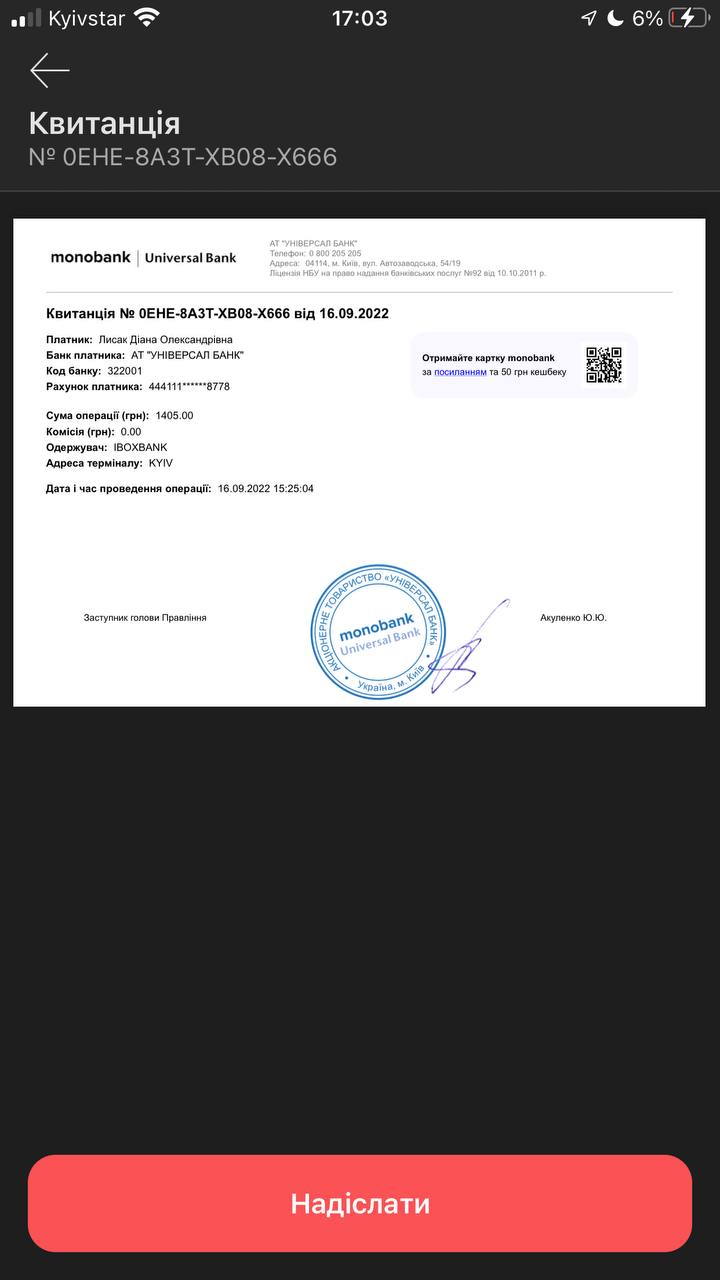 Kyivstar 17:03 6%
Квитанція
№ 0EHE-8A3T-XB08-X666
monobank | Universal Bank
АТ "УНІВЕРСАЛ БАНК"
Телефон: 0 800 205 205
Адреса: 04114, м. Київ, вул. Автозаводська, 54/19
Ліцензія НБУ на право надання банківських послуг №92 від 10.10.2011 р.
Квитанція № 0EHE-8A3T-XB08-X666 від 16.09.2022
Платник: Лисак Діана Олександрівна
Банк платника: АТ "УНІВЕРСАЛ БАНК"
Код банку: 322001
Рахунок платника: 444111******8778
Отримайте картку monobank
за посиланням та 50 грн кешбеку
Сума операції (грн): 1405.00
Комісія (грн): 0.00
Одержувач: IBOXBANK
Адреса терміналу: KYIV
Дата і час проведення операції: 16.09.2022 15:25:04
Заступник голови Правління
АКЦІОНЕРНЕ ТОВАРИСТВО «УНІВЕРСАЛ БАНК»
monobank
Universal Bank
Україна, м. Київ
Акуленко Ю.Ю.
Надіслати